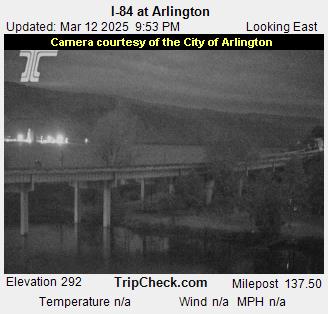 I-84 at Arlington
Updated: Mar 12 2025 9:53 PM Looking East
Camera courtesy of the City of Arlington
Elevation 292 TripCheck.com Milepost 137.50
Temperature n/a Wind n/a MPH n/a